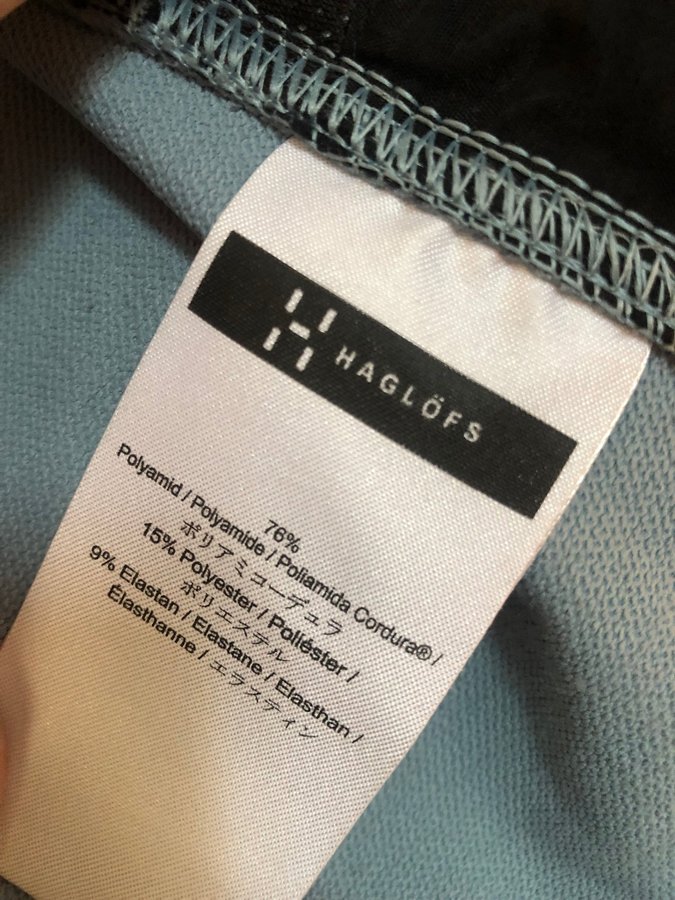 HAGLÖFS
76%
Polyamid / Polyamide / Poliamida Cordura® /
ポリアミコーデュラ
15% Polyester / Poliéster /
ポリエステル
9% Elastan / Elastane / Elasthan /
Élasthanne / エラスティン